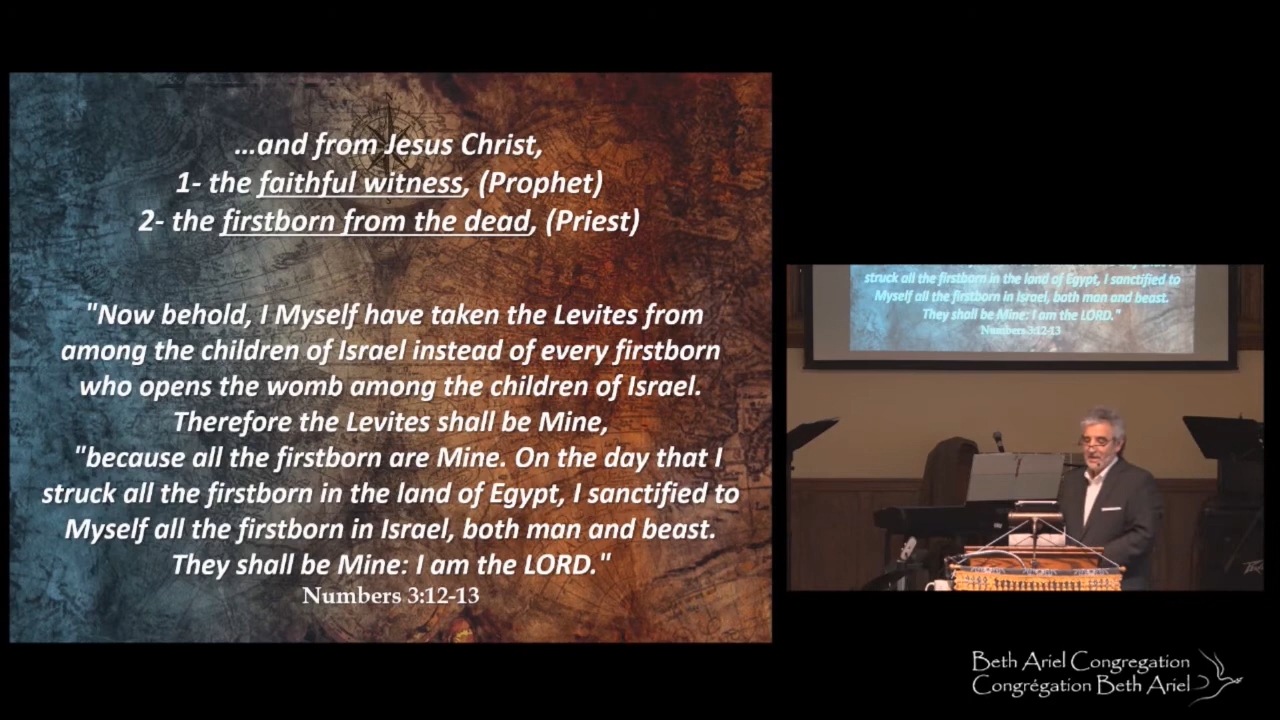 …and from Jesus Christ,
1- the faithful witness, (Prophet)
2- the firstborn from the dead, (Priest)
"Now behold, I Myself have taken the Levites from
among the children of Israel instead of every firstborn
who opens the womb among the children of Israel.
Therefore the Levites shall be Mine,
"because all the firstborn are Mine. On the day that I
struck all the firstborn in the land of Egypt, I sanctified to
Myself all the firstborn in Israel, both man and beast.
They shall be Mine: I am the LORD."
Numbers 3:12-13
struck all the firstborn in the land of Egypt, I sanctified to
Myself all the firstborn in Israel, both man and beast.
They shall be Mine: I am the LORD."
Numbers 3:12-13
Beth Ariel Congregation
Congrégation Beth Ariel